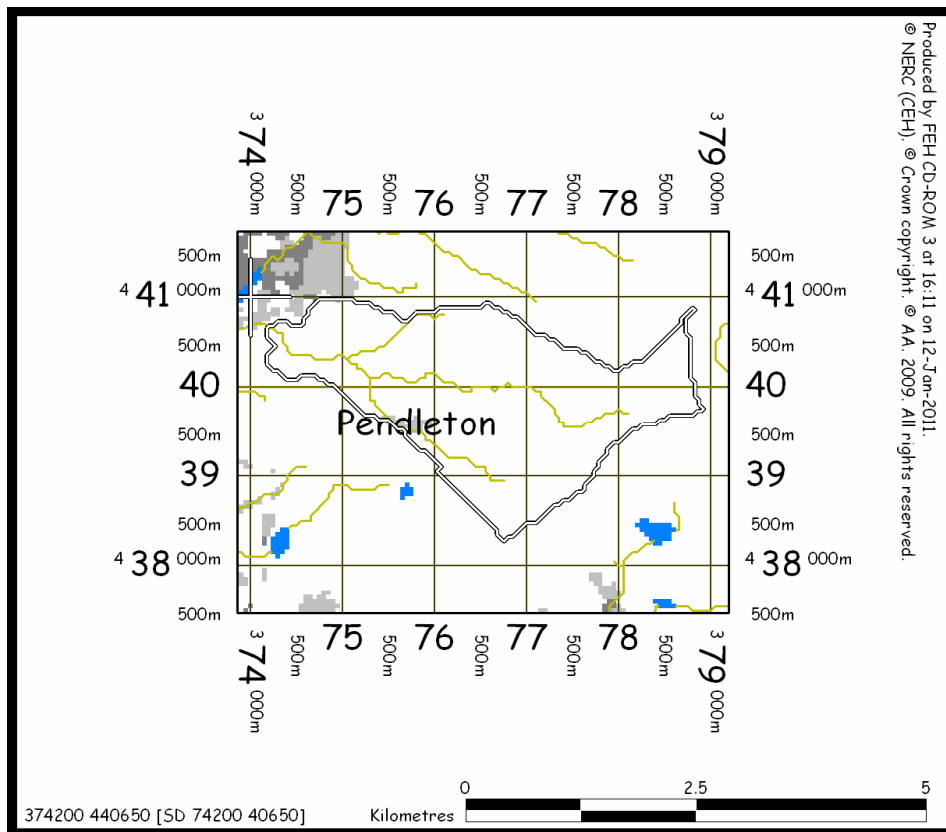 Produced by FEH CD-ROM 3 at 16:11 on 12-Jan-2011.
© NERC (CEH). © Crown copyright. © AA. 2009. All rights reserved.
3 74 000m 500m 75 500m 76 500m 77 500m 78 500m 3 79 000m
500m 500m
4 41 000m 4 41 000m
500m 500m
40 40
Pendleton
500m 500m
39 39
500m 500m
4 38 000m 4 38 000m
500m 500m
3 74 000m 500m 75 500m 76 500m 77 500m 78 500m 3 79 000m
0 2.5 5
374200 440650 [SD 74200 40650] Kilometres